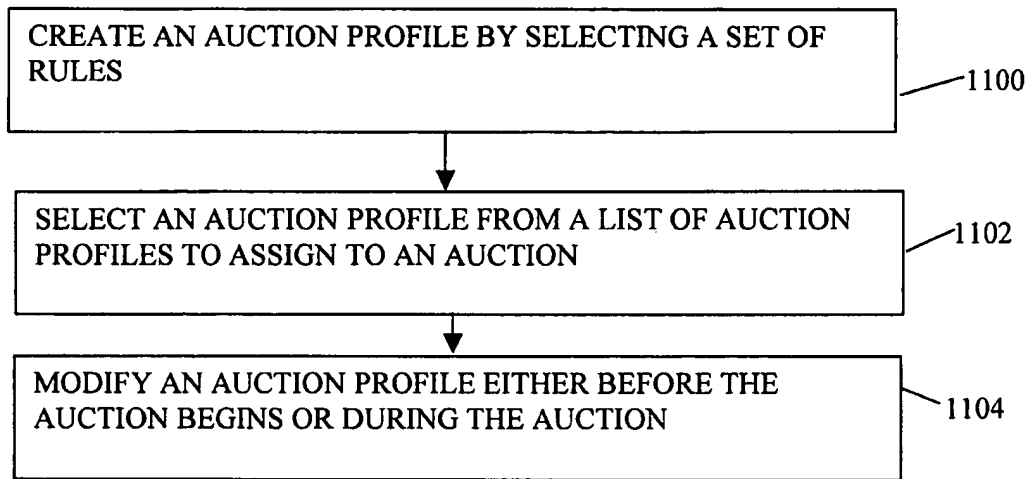 CREATE AN AUCTION PROFILE BY SELECTING A SET OF
RULES
1100
SELECT AN AUCTION PROFILE FROM A LIST OF AUCTION
PROFILES TO ASSIGN TO AN AUCTION
1102
MODIFY AN AUCTION PROFILE EITHER BEFORE THE
AUCTION BEGINS OR DURING THE AUCTION
1104